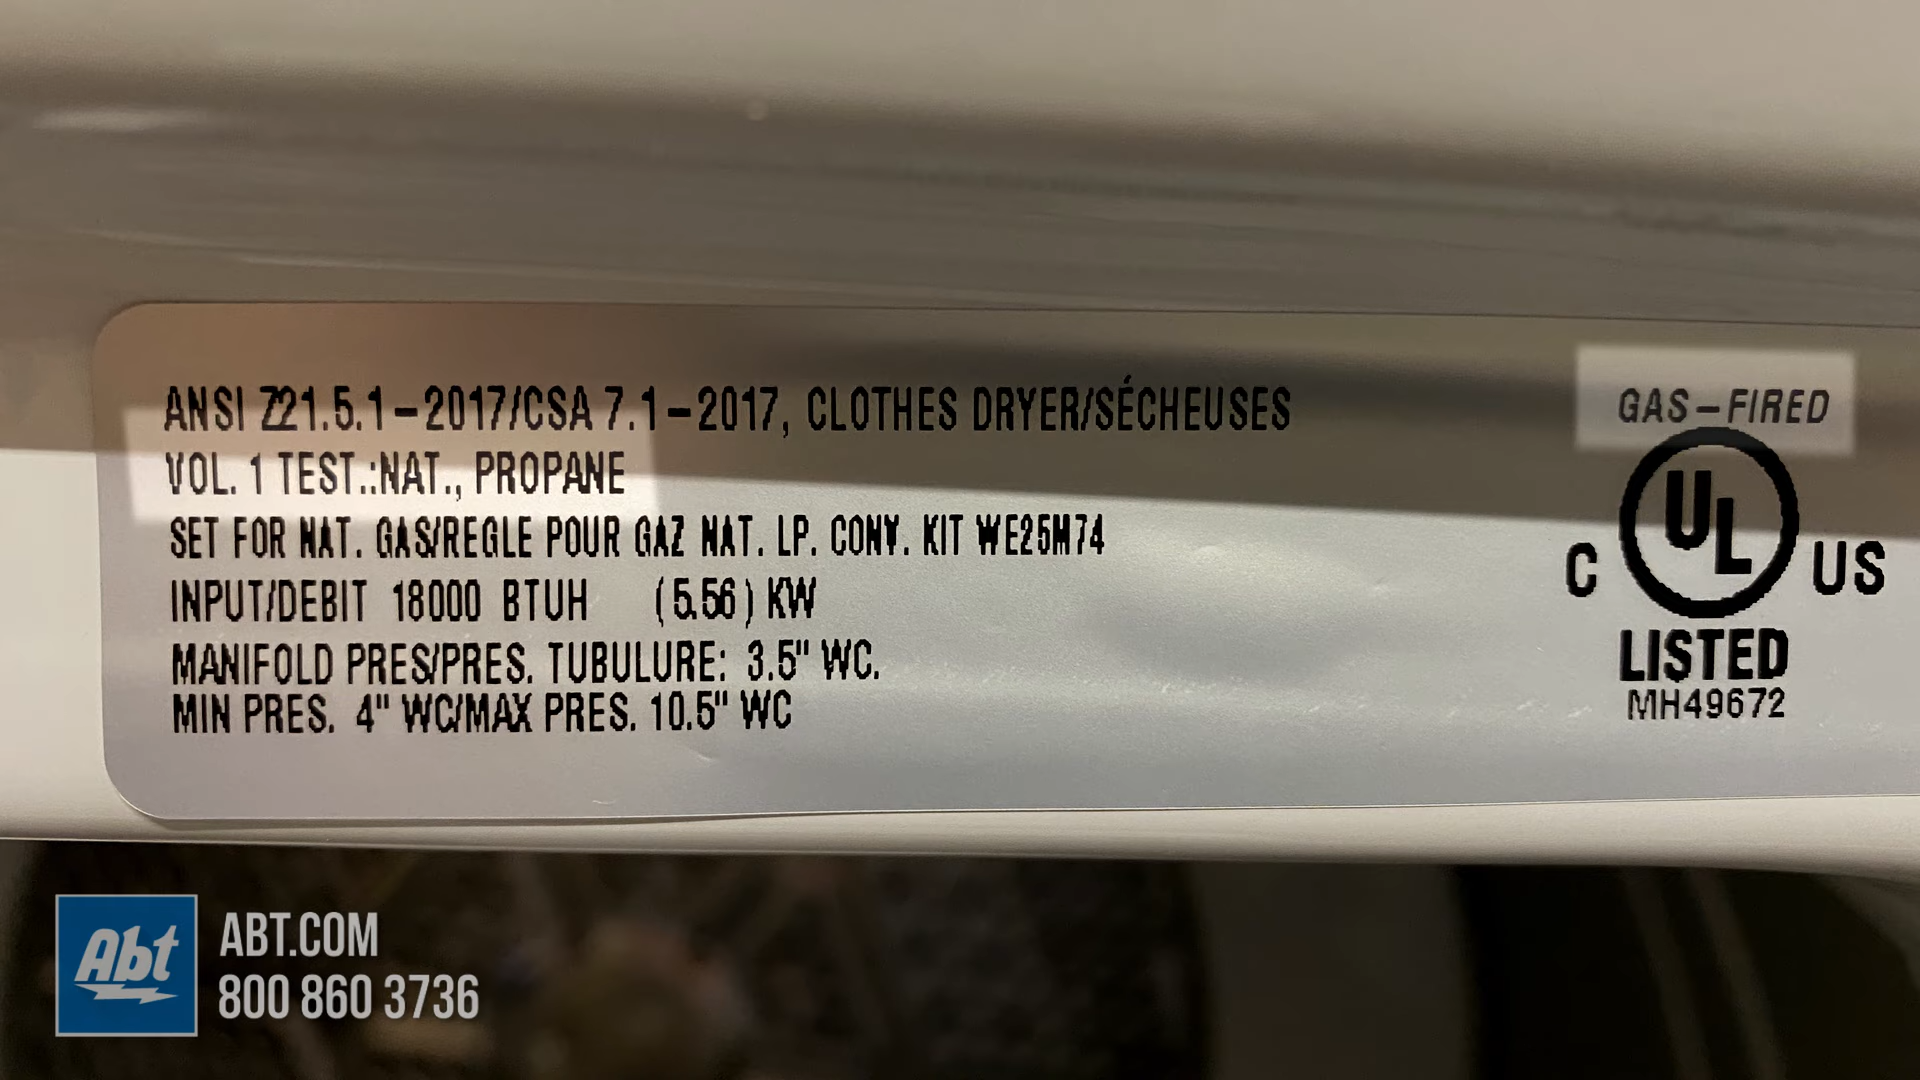 ANSI Z21.5.1-2017/CSA 7.1-2017, CLOTHES DRYER/SÉCHEUSES
VOL. 1 TEST.:NAT., PROPANE
SET FOR NAT. GAS/REGLE POUR GAZ NAT. LP. CONV. KIT WE25M74
INPUT/DEBIT 18000 BTUH (5.56) KW
MANIFOLD PRES/PRES. TUBULURE: 3.5" WC.
MIN PRES. 4" WC/MAX PRES. 10.5" WC
GAS-FIRED
C UL US
LISTED
MH49672
Abt
ABT.COM
800 860 3736